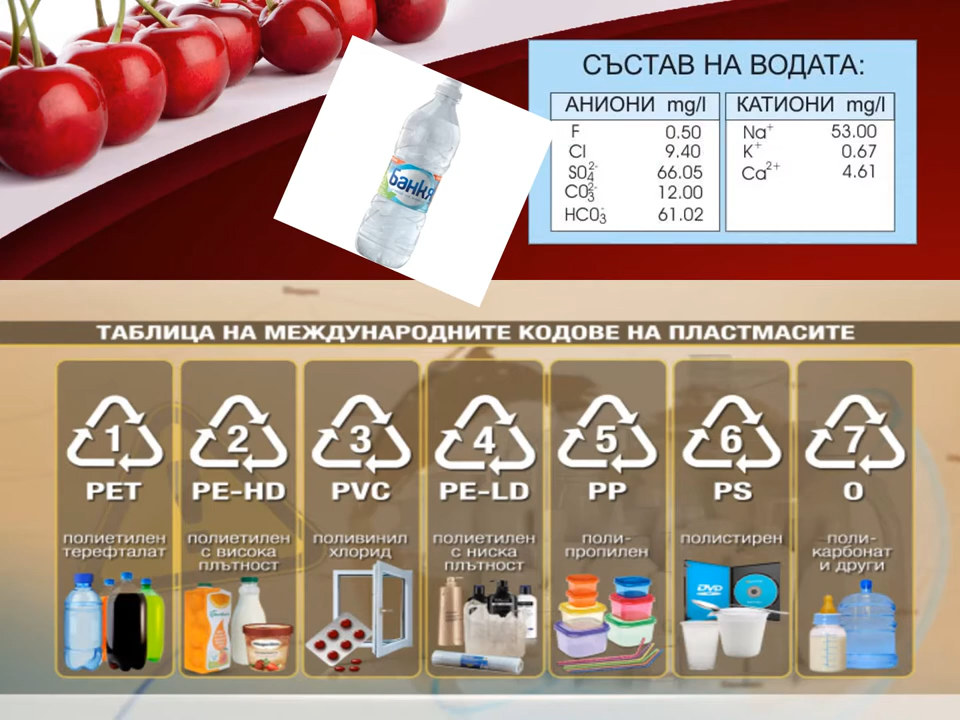 Банкя
СЪСТАВ НА ВОДАТА:
АНИОНИ mg/l
F 0.50
Cl 9.40
SO₄²⁻ 66.05
CO₃²⁻ 12.00
HCO₃⁻ 61.02
КАТИОНИ mg/l
Na⁺ 53.00
K⁺ 0.67
Ca²⁺ 4.61
ТАБЛИЦА НА МЕЖДУНАРОДНИТЕ КОДОВЕ НА ПЛАСТМАСИТЕ
1
PET
полиетилен
терефталат
2
PE-HD
полиетилен
с висока
плътност
3
PVC
поливинил
хлорид
4
PE-LD
полиетилен
с ниска
плътност
5
PP
поли-
пропилен
6
PS
полистирен
DVD
7
O
поли-
карбонат
и други